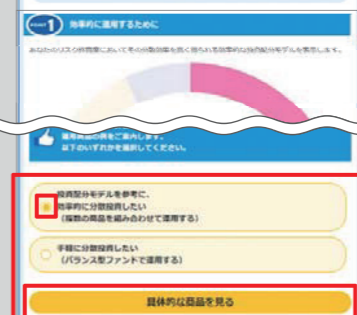 POINT 1 効率的に運用するために
あなたのリスク許容度においてその分散効率を良く得られる効率的な投資配分モデルを表示します。
運用商品の例をご案内します。
以下のいずれかを選択してください。
投資配分モデルを参考に、
効率的に分散投資したい
(複数の商品を組み合わせて運用する)
手軽に分散投資したい
(バランス型ファンドで運用する)
具体的な商品を見る